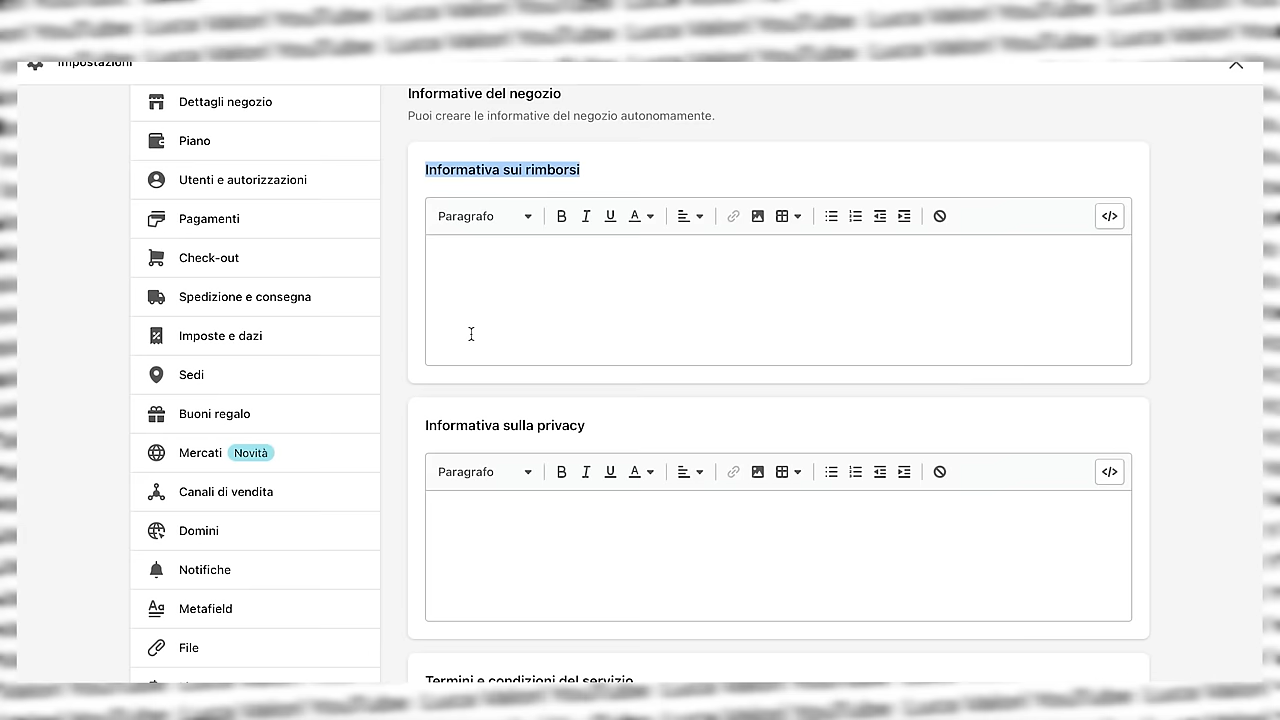 Impostazioni
Dettagli negozio
Piano
Utenti e autorizzazioni
Pagamenti
Check-out
Spedizione e consegna
Imposte e dazi
Sedi
Buoni regalo
Mercati Novità
Canali di vendita
Domini
Notifiche
Metafield
File
Informative del negozio
Puoi creare le informative del negozio autonomamente.
Informativa sui rimborsi
Paragrafo B I U A </>
Informativa sulla privacy
Paragrafo B I U A </>
Termini e condizioni del servizio